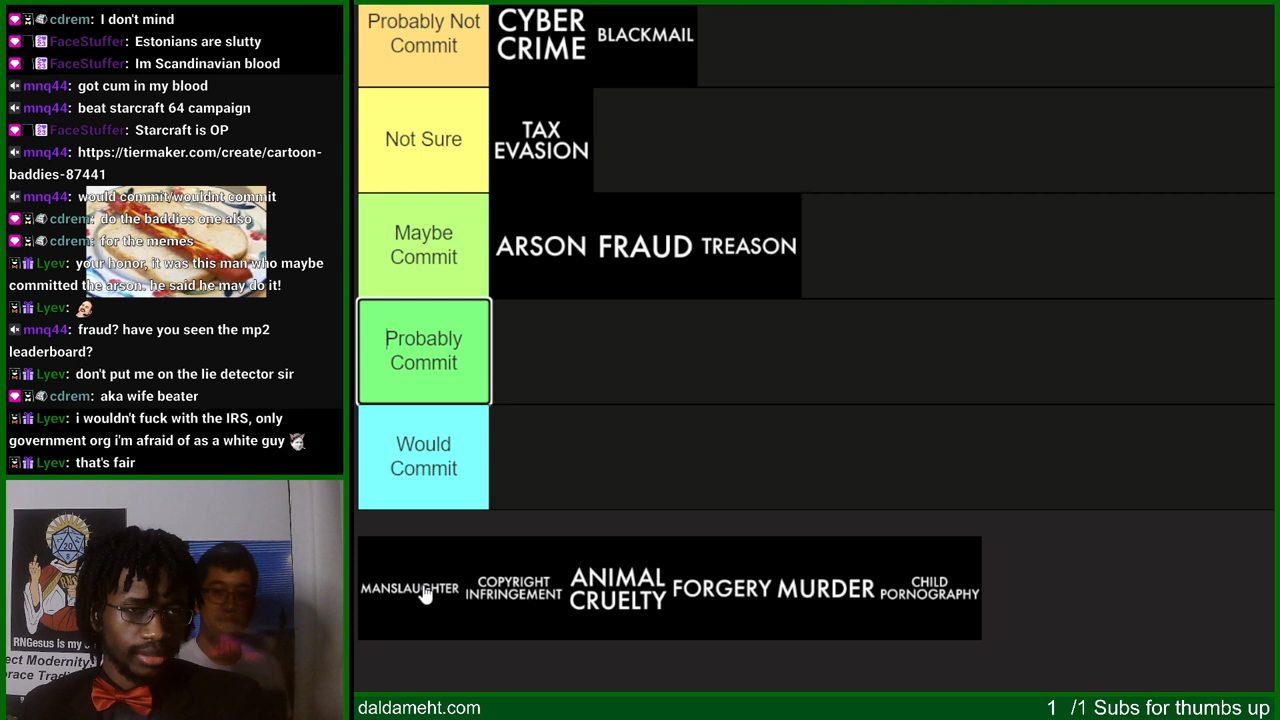 cdrem: I don't mind
FaceStuffer: Estonians are slutty
FaceStuffer: Im Scandinavian blood
mnq44: got cum in my blood
mnq44: beat starcraft 64 campaign
FaceStuffer: Starcraft is OP
mnq44: https://tiermaker.com/create/cartoon-
baddies-87441
mnq44: would commit/wouldnt commit
cdrem: do the baddies one also
cdrem: for the memes
Lyev: your honor, it was this man who maybe
committed the arson. he said he may do it!
Lyev:
mnq44: fraud? have you seen the mp2
leaderboard?
Lyev: don't put me on the lie detector sir
cdrem: aka wife beater
Lyev: i wouldn't fuck with the IRS, only
government org i'm afraid of as a white guy
Lyev: that's fair
Probably Not
Commit
CYBER
CRIME
BLACKMAIL
Not Sure
TAX
EVASION
Maybe
Commit
ARSON
FRAUD
TREASON
Probably
Commit
Would
Commit
MANSLAUGHTER
COPYRIGHT
INFRINGEMENT
ANIMAL
CRUELTY
FORGERY
MURDER
CHILD
PORNOGRAPHY
20
RNGesus Is my
ect Modernity
brace Trad
daldameht.com
1 /1 Subs for thumbs up